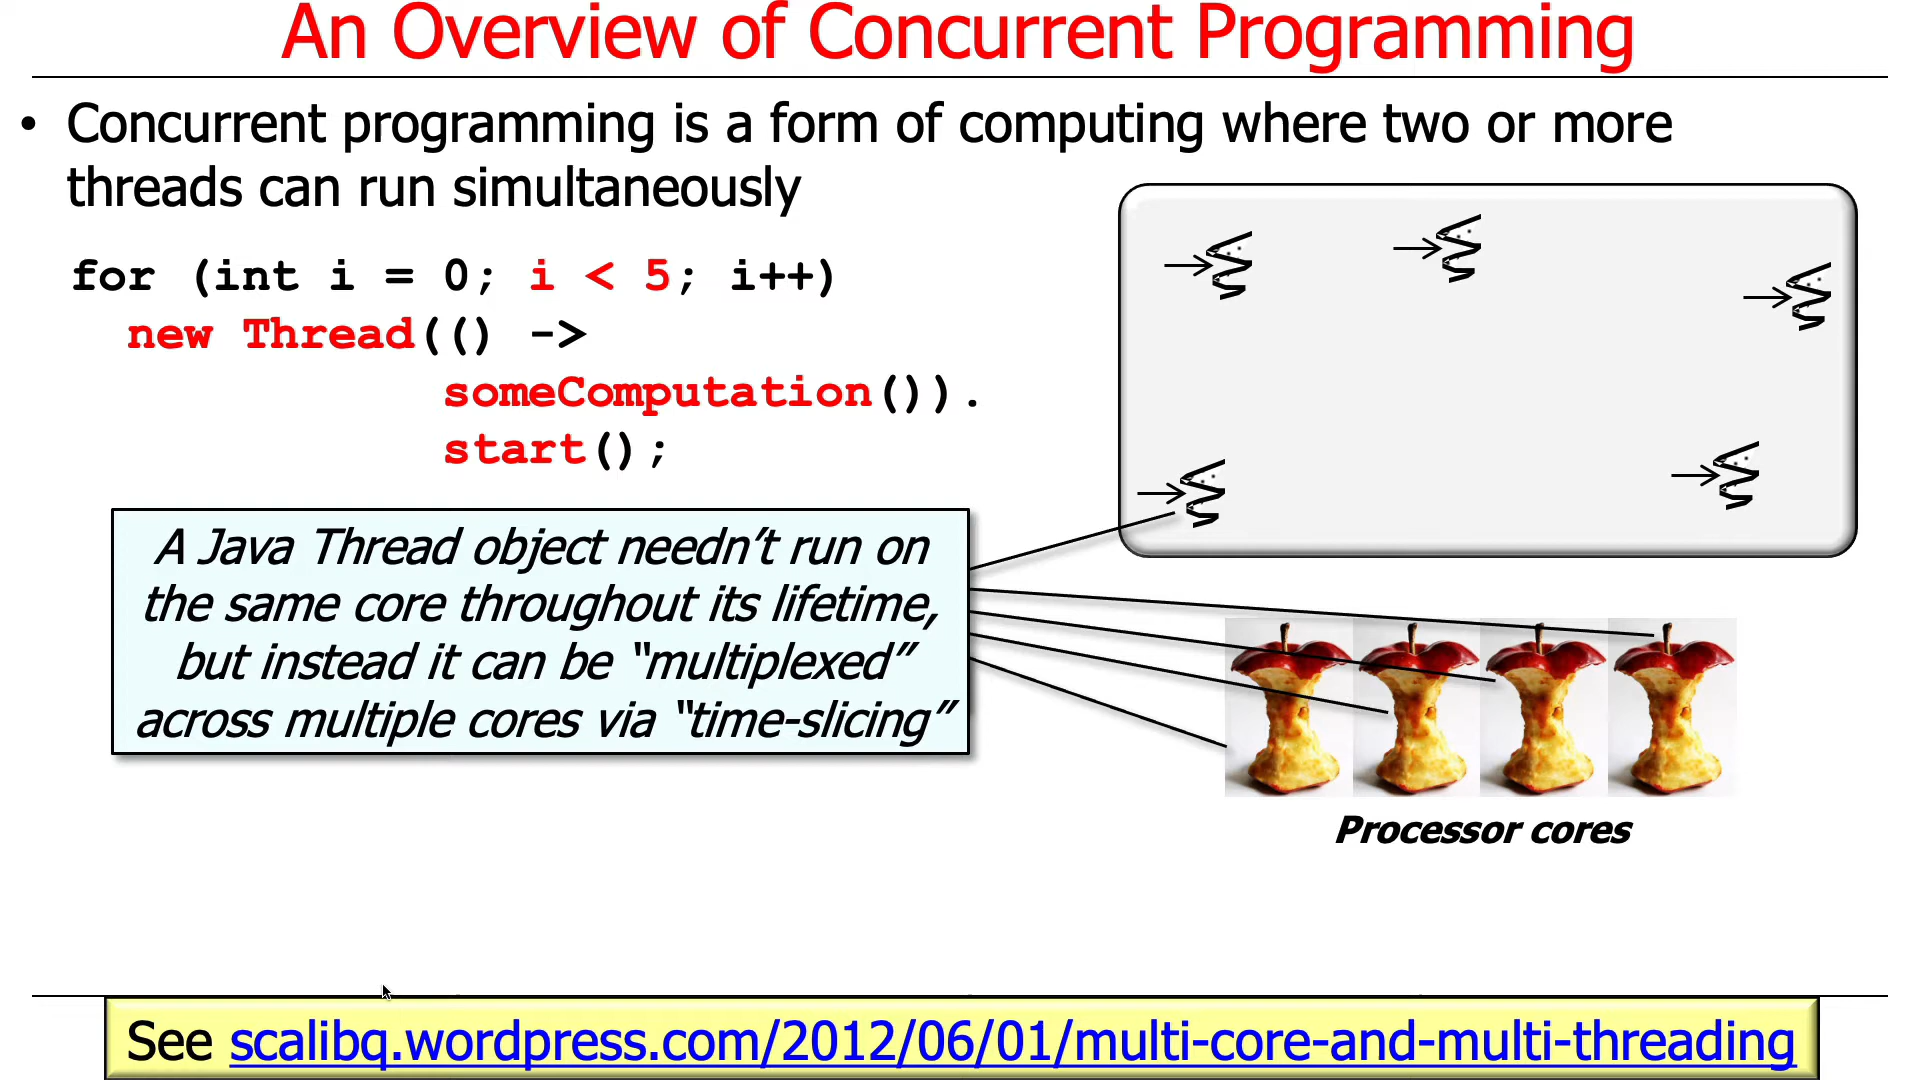 An Overview of Concurrent Programming
• Concurrent programming is a form of computing where two or more
threads can run simultaneously
for (int i = 0; i < 5; i++)
new Thread(() ->
someComputation()).
start();
A Java Thread object needn’t run on
the same core throughout its lifetime,
but instead it can be “multiplexed”
across multiple cores via “time-slicing”
Processor cores
See scalibq.wordpress.com/2012/06/01/multi-core-and-multi-threading